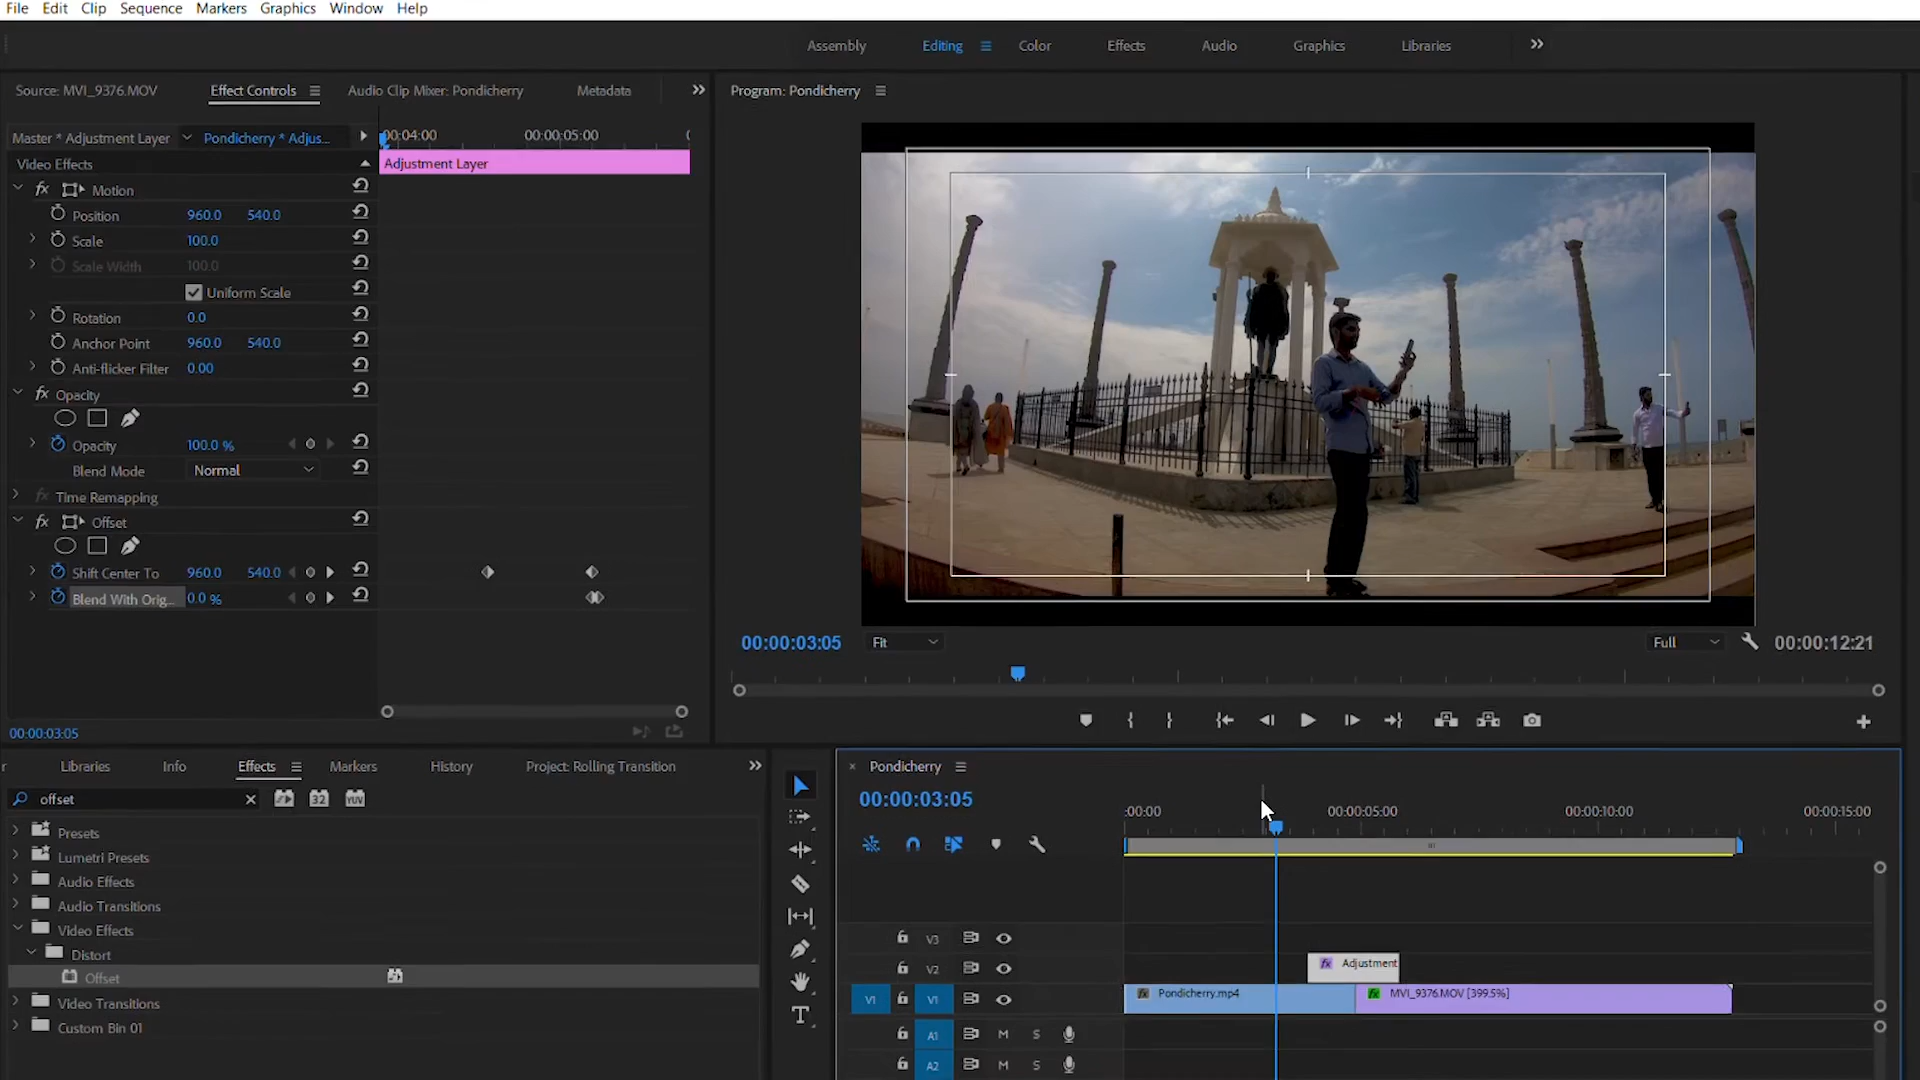 File Edit Clip Sequence Markers Graphics Window Help
Assembly Editing Color Effects Audio Graphics Libraries
Source: MVI_9376.MOV Effect Controls Audio Clip Mixer: Pondicherry Metadata
Program: Pondicherry
Master * Adjustment Layer Pondicherry * Adjus...
00:04:00 00:00:05:00
Video Effects
Adjustment Layer
fx Motion
Position 960.0 540.0
Scale 100.0
Scale Width 100.0
Uniform Scale
Rotation 0.0
Anchor Point 960.0 540.0
Anti-flicker Filter 0.00
fx Opacity
Opacity 100.0 %
Blend Mode Normal
fx Time Remapping
fx Offset
Shift Center To 960.0 540.0
Blend With Orig... 0.0 %
00:00:03:05 Fit Full 00:00:12:21
00:00:03:05
r Libraries Info Effects Markers History Project: Rolling Transition
offset 32 YUV
Presets
Lumetri Presets
Audio Effects
Audio Transitions
Video Effects
Distort
Offset
Video Transitions
Custom Bin 01
× Pondicherry
00:00:03:05
:00:00 00:00:05:00 00:00:10:00 00:00:15:00
V3
V2 fx Adjustment
V1 V1 fx Pondicherry.mp4 fx MVI_9376.MOV [399.5%]
A1 M S
A2 M S
T